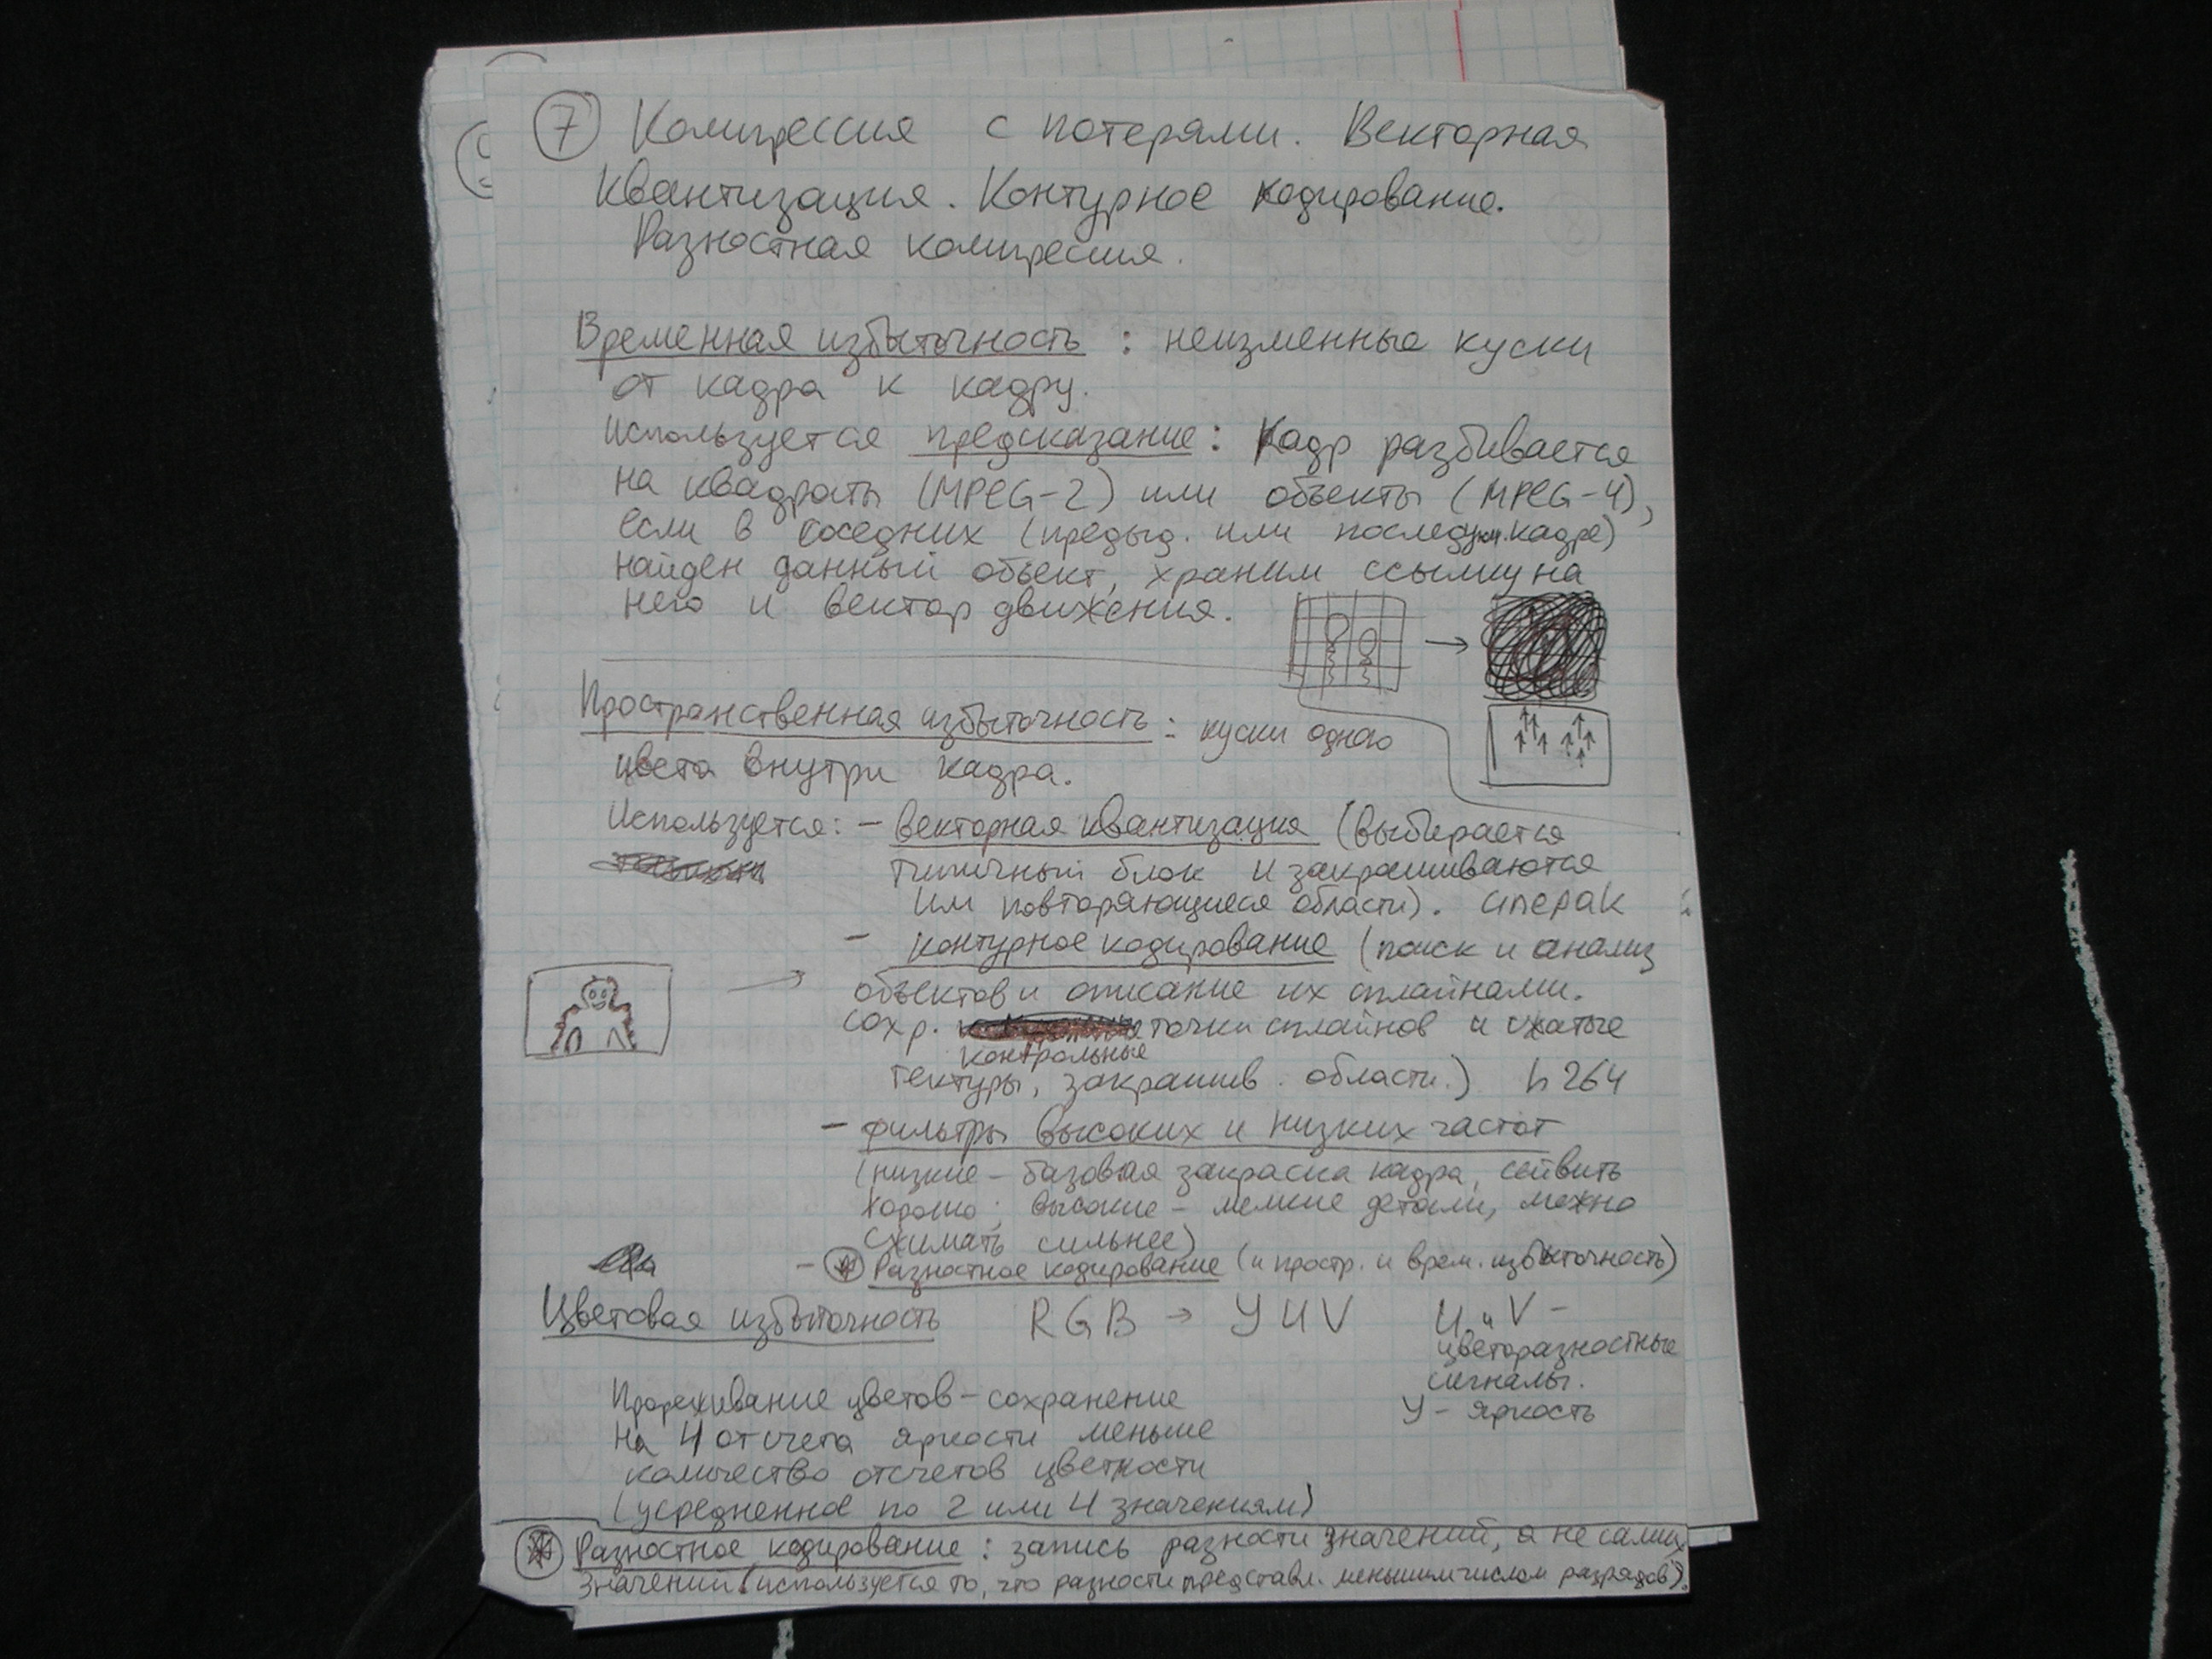 7 Компрессия с потерями. Векторная
квантизация. Контурное кодирование.
Разностная компрессия.
Временная избыточность : неизменные куски
от кадра к кадру.
Используется предсказание: Кадр разбивается
на квадраты (MPEG-2) или объекты (MPEG-4),
если в соседних (предыд. или последующ. кадре)
найден данный объект, храним ссылку на
него и вектор движения.
Пространственная избыточность : куски одного
цвета внутри кадра.
Используется: - векторная квантизация (выбирается
типичный блок и закрашиваются
им повторяющиеся области). cinepak
- контурное кодирование (поиск и анализ
объектов и описание их сплайнами.
Сохр. контрольные точки сплайнов и сжатые
тектуры, закрашив. области.) h 264
- фильтры высоких и низких частот
(низкие - базовая закраска кадра, сейвить
хорошо; высокие - мелкие детали, можно
сжимать сильнее)
- * Разностное кодирование (и простр. и врем. избыточность)
Цветовая избыточность RGB → YUV U и V -
цветоразностные
сигналы.
Y - яркость
Прореживание цветов - сохранение
на 4 отсчета яркости меньше
количество отсчетов цветности
(усредненное по 2 или 4 значениям)
* Разностное кодирование : запись разности значений, а не самих
значений (используется то, что разности представл. меньшим числом разрядов).